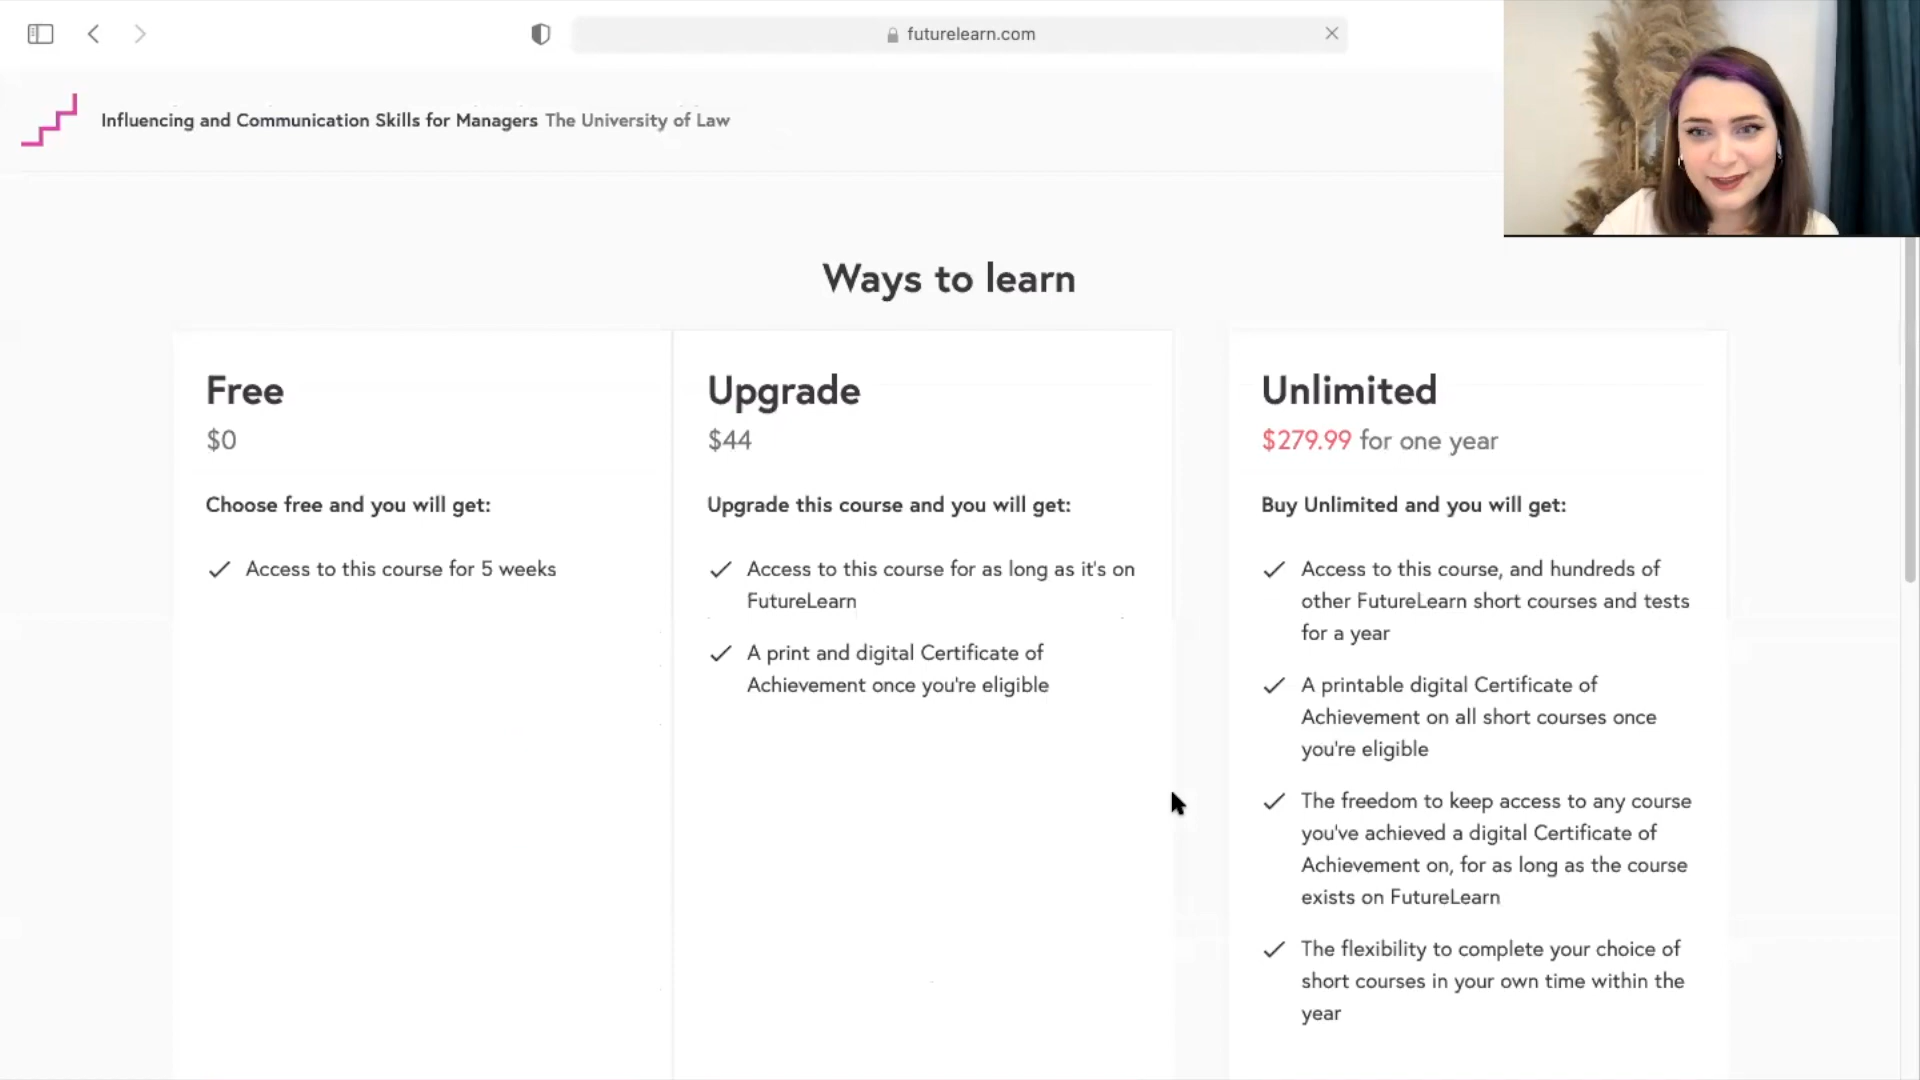 futurelearn.com
Influencing and Communication Skills for Managers The University of Law
Ways to learn
Free
$0
Choose free and you will get:
Access to this course for 5 weeks
Upgrade
$44
Upgrade this course and you will get:
Access to this course for as long as it's on
FutureLearn
A print and digital Certificate of
Achievement once you're eligible
Unlimited
$279.99 for one year
Buy Unlimited and you will get:
Access to this course, and hundreds of
other FutureLearn short courses and tests
for a year
A printable digital Certificate of
Achievement on all short courses once
you're eligible
The freedom to keep access to any course
you've achieved a digital Certificate of
Achievement on, for as long as the course
exists on FutureLearn
The flexibility to complete your choice of
short courses in your own time within the
year